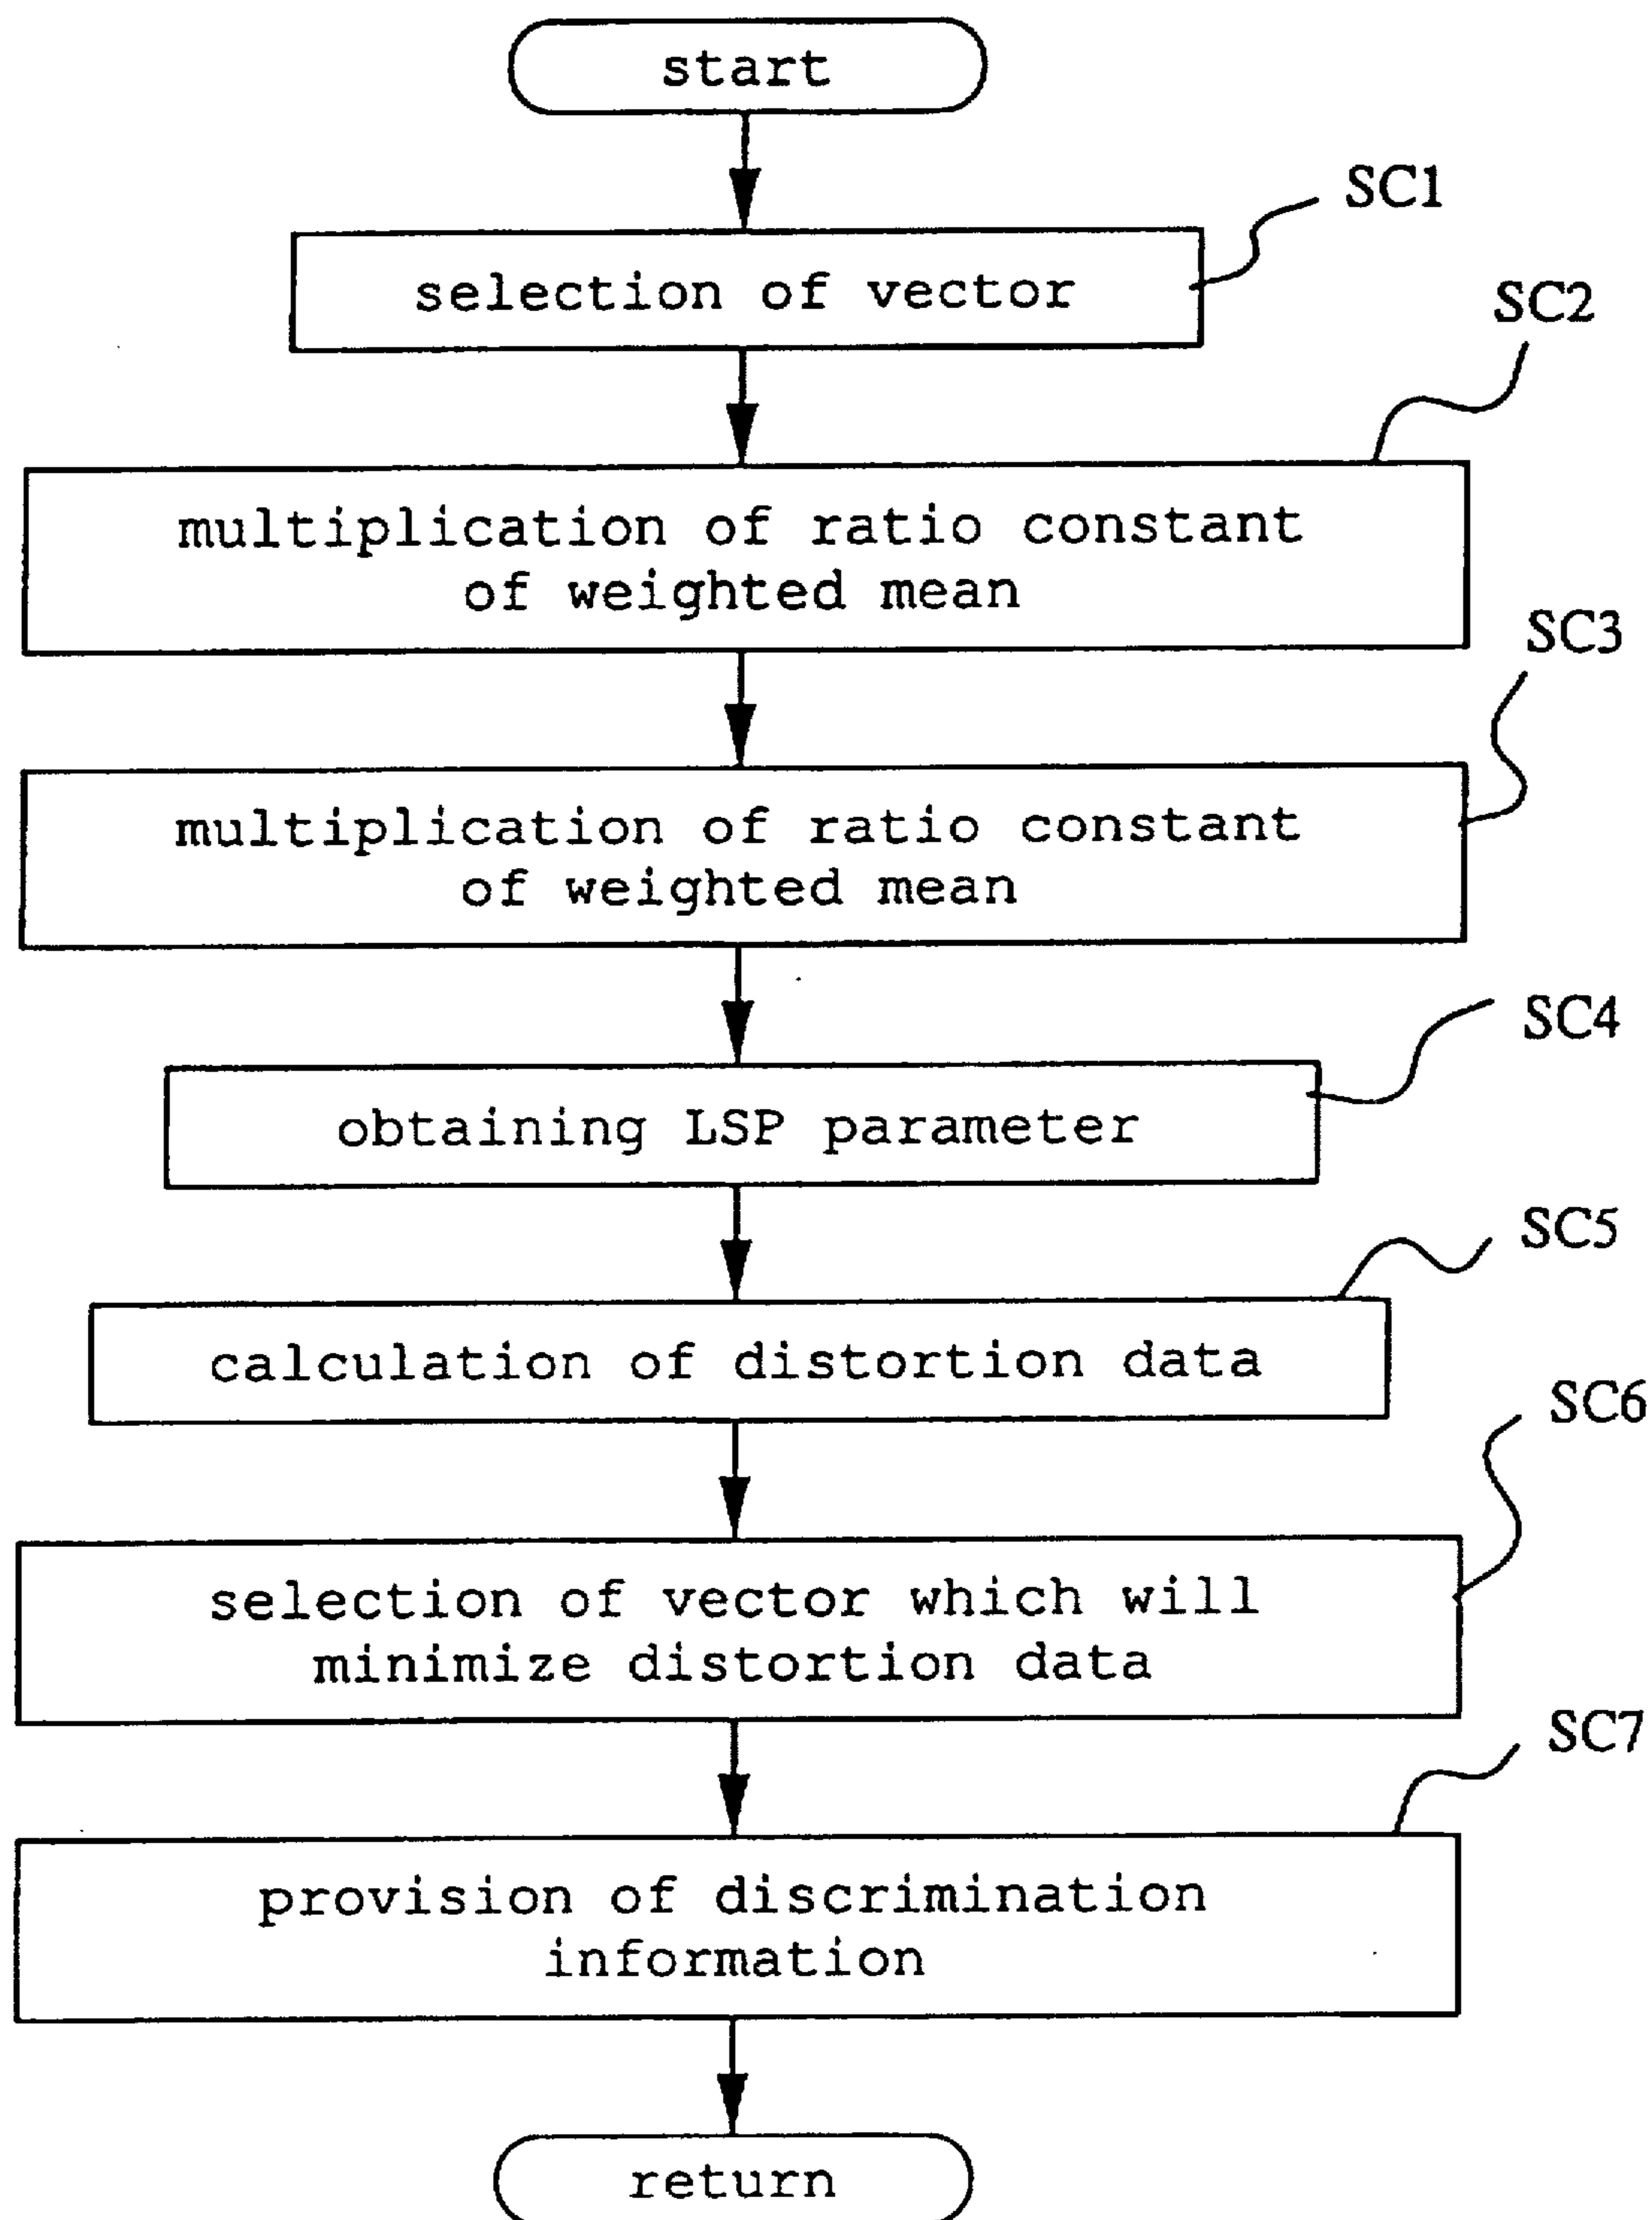 start
SC1
selection of vector
SC2
multiplication of ratio constant
of weighted mean
SC3
multiplication of ratio constant
of weighted mean
SC4
obtaining LSP parameter
SC5
calculation of distortion data
SC6
selection of vector which will
minimize distortion data
SC7
provision of discrimination
information
return